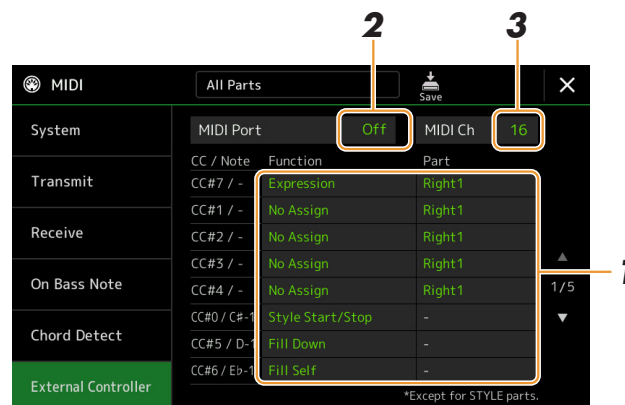 2 3
MIDI All Parts Save
System MIDI Port Off MIDI Ch 16
CC / Note Function Part
Transmit CC#7 / - Expression Right1
CC#1 / - No Assign Right1
Receive CC#2 / - No Assign Right1
CC#3 / - No Assign Right1
On Bass Note CC#4 / - No Assign Right1 1/5
CC#0 / C#-1 Style Start/Stop -
Chord Detect CC#5 / D-1 Fill Down -
External Controller CC#6 / E♭-1 Fill Self -
*Except for STYLE parts.